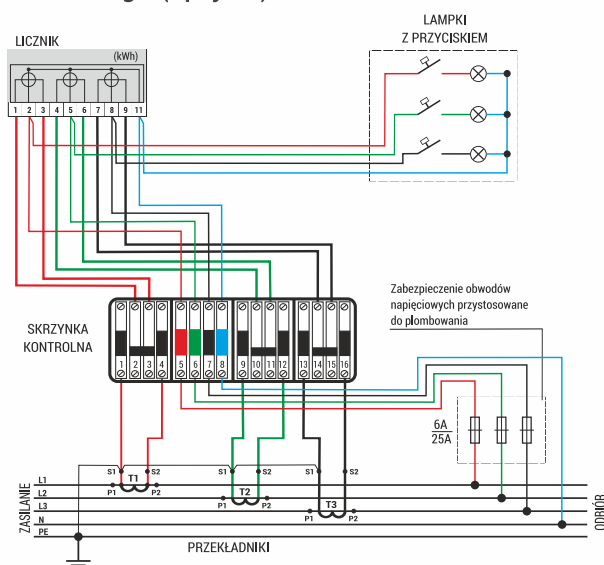 LAMPKI
Z PRZYCISKIEM
LICZNIK
(kWh)
1 2 3 4 5 6 7 8 9 11
Zabezpieczenie obwodów
napięciowych przystosowane
do plombowania
SKRZYNKA
KONTROLNA
1 2 3 4 5 6 7 8 9 10 11 12 13 14 15 16
6A
25A
S1 S2 S1 S2 S1 S2
T1
T2
T3
P1 P2
P1 P2
P1 P2
ZASILANIE
L1
L2
L3
N
PE
ODBIÓR
PRZEKŁADNIKI